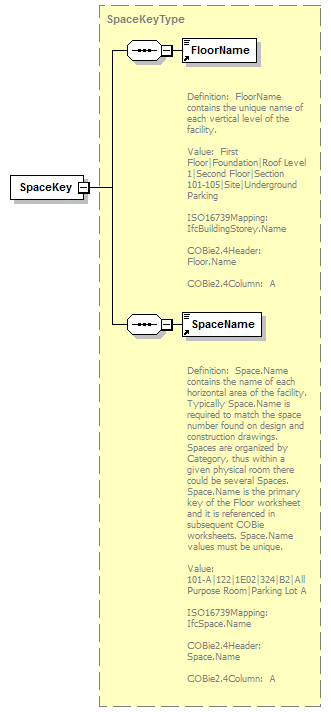 SpaceKeyType
FloorName
Definition:  FloorName
contains the unique name of
each vertical level of the
facility.
Value:  First
Floor|Foundation|Roof Level
1|Second Floor|Section
101-105|Site|Underground
Parking
ISO16739Mapping:
IfcBuildingStorey.Name
COBie2.4Header:
Floor.Name
COBie2.4Column:  A
SpaceKey
SpaceName
Definition:  Space.Name
contains the name of each
horizontal area of the facility.
Typically Space.Name is
required to match the space
number found on design and
construction drawings.
Spaces are organized by
Category, thus within a
given physical room there
could be several Spaces.
Space.Name is the primary
key of the Floor worksheet
and it is referenced in
subsequent COBie
worksheets. Space.Name
values must be unique.
Value:
101-A|122|1E02|324|B2|All
Purpose Room|Parking Lot A
ISO16739Mapping:
IfcSpace.Name
COBie2.4Header:
Space.Name
COBie2.4Column:  A